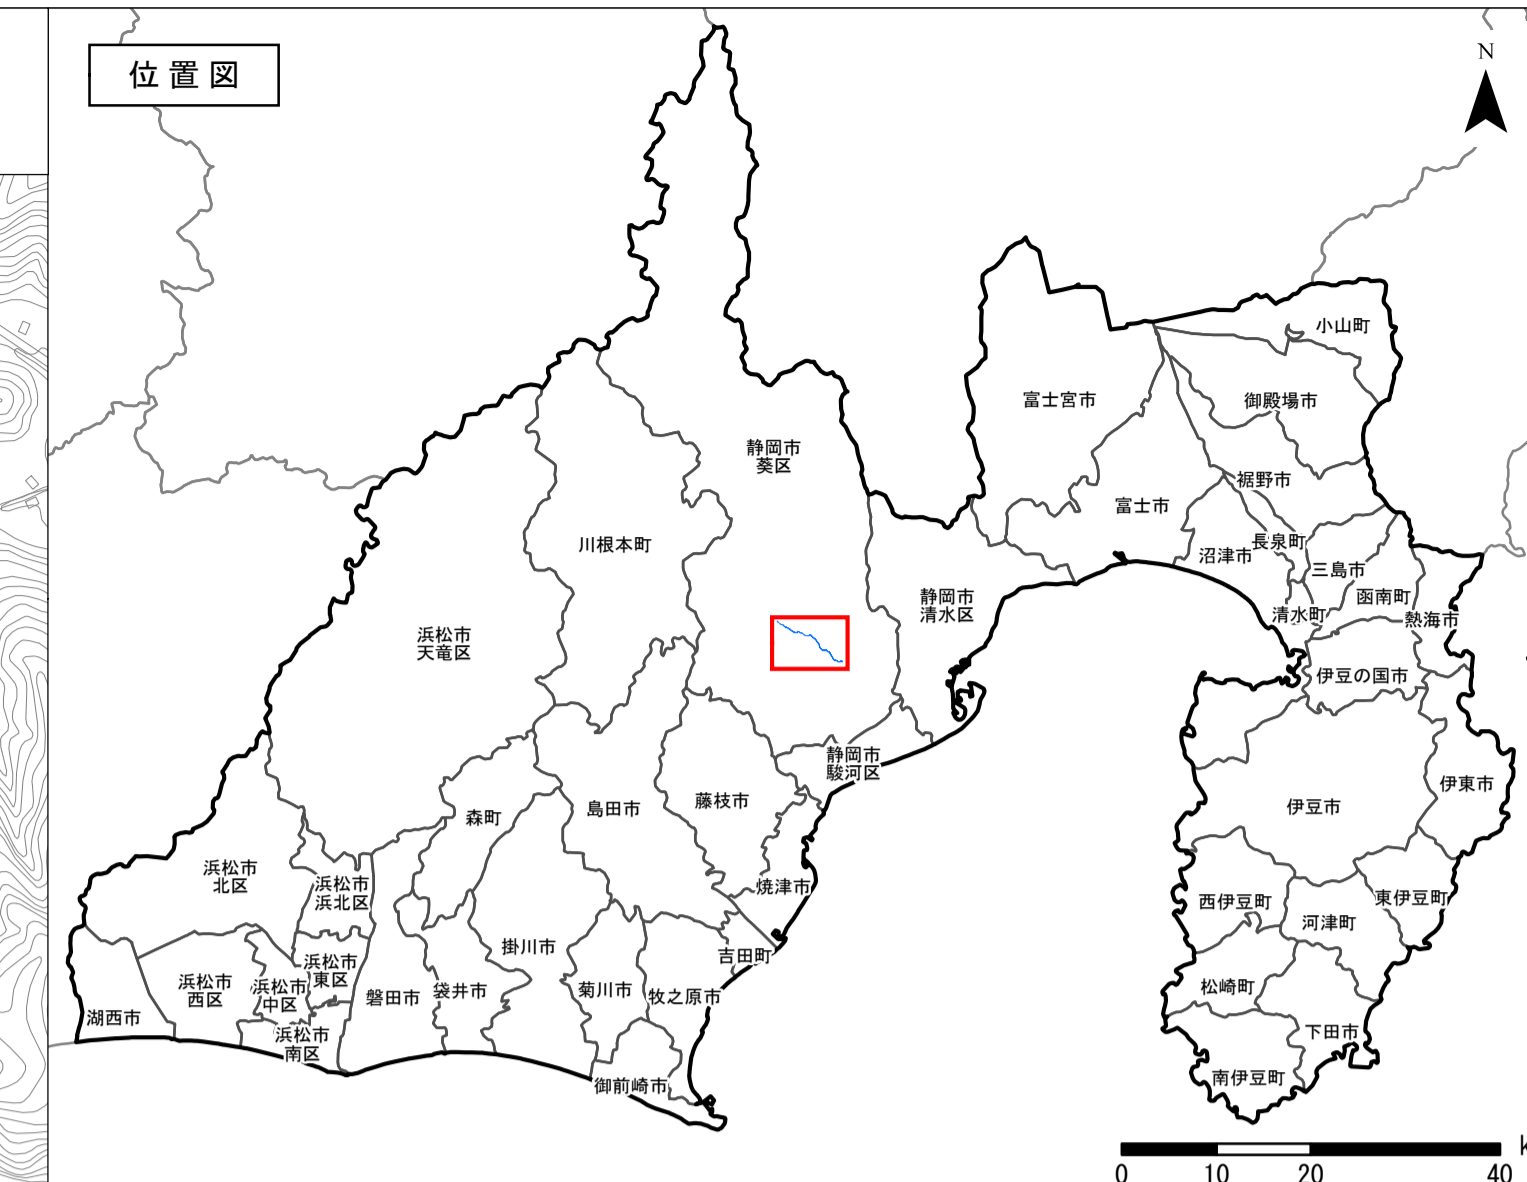 位置図
N
小山町
富士宮市
御殿場市
静岡市
葵区
裾野市
富士市
川根本町
長泉町
沼津市
三島市
函南町
静岡市
清水区
清水町
熱海市
浜松市
天竜区
伊豆の国市
静岡市
駿河区
伊東市
藤枝市
島田市
伊豆市
森町
浜松市
北区
浜松市
浜北区
焼津市
西伊豆町
東伊豆町
河津町
掛川市
吉田町
浜松市
東区
浜松市
西区
浜松市
中区
磐田市
袋井市
菊川市
牧之原市
松崎町
湖西市
浜松市
南区
下田市
南伊豆町
御前崎市
0 10 20 40